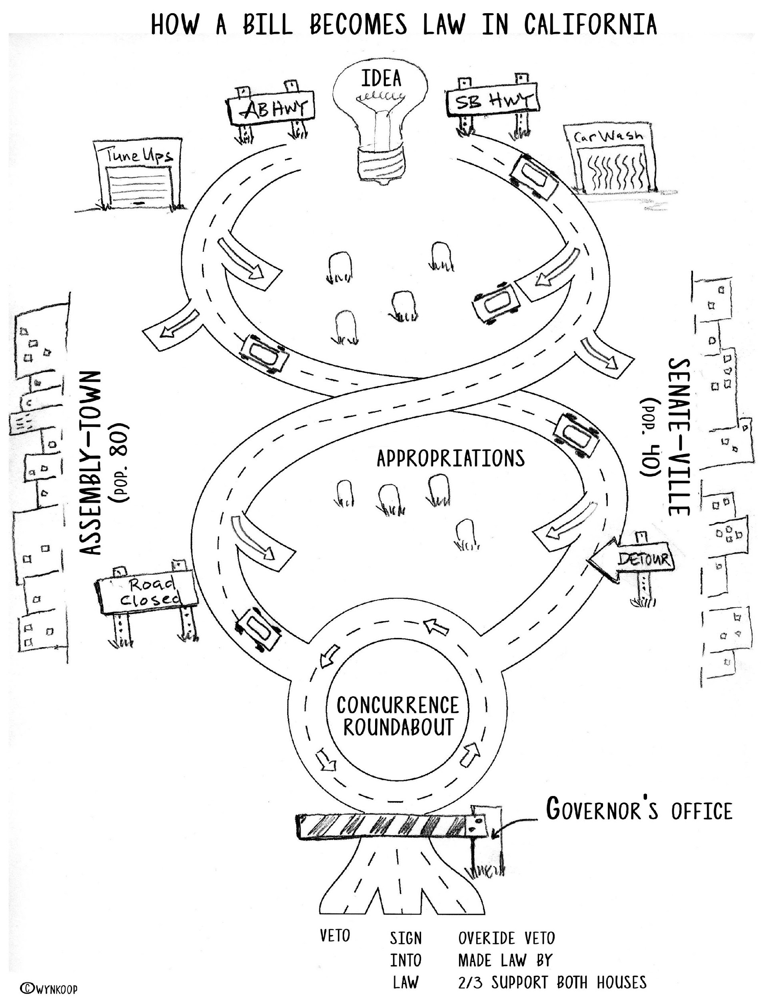 HOW A BILL BECOMES LAW IN CALIFORNIA
IDEA
AB HWY
SB HWY
Tune Ups
Car Wash
ASSEMBLY-TOWN
(POP. 80)
SENATE-VILLE
(POP. 40)
APPROPRIATIONS
DETOUR
Road
Closed
CONCURRENCE
ROUNDABOUT
GOVERNOR'S OFFICE
VETO
SIGN
INTO
LAW
OVERIDE VETO
MADE LAW BY
2/3 SUPPORT BOTH HOUSES
©WYNKOOP